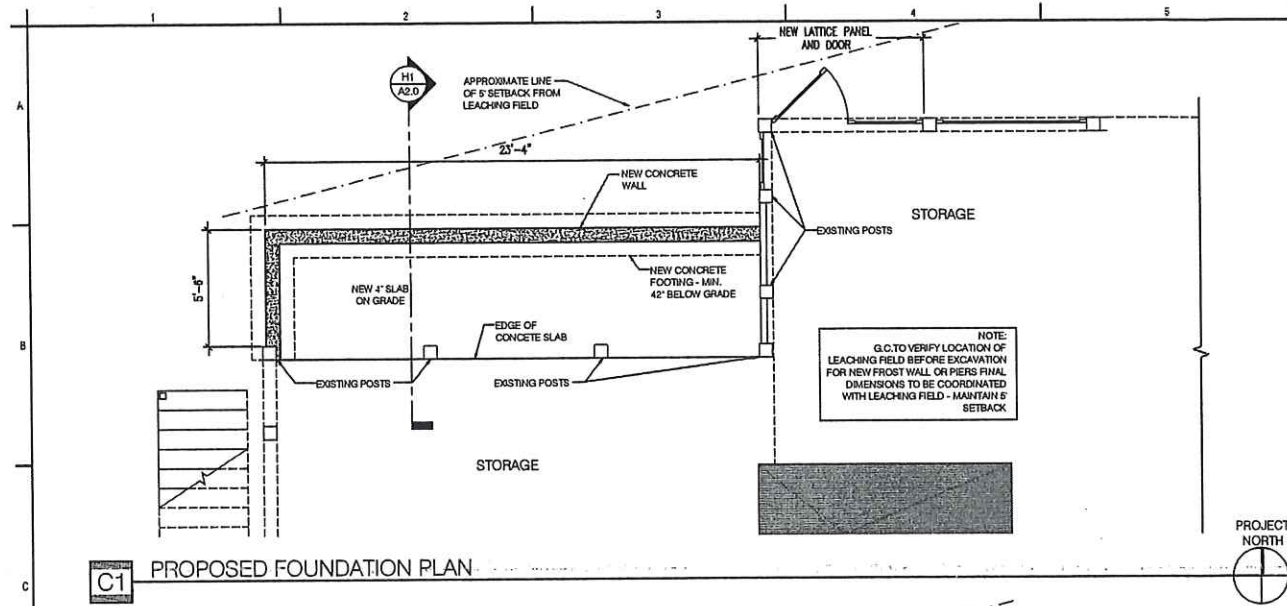 1
2
3
4
5
NEW LATTICE PANEL
AND DOOR
H1
A2.0
APPROXIMATE LINE
OF 5' SETBACK FROM
LEACHING FIELD
A
23'-4"
NEW CONCRETE
WALL
STORAGE
EXISTING POSTS
5'-6"
NEW 4" SLAB
ON GRADE
NEW CONCRETE
FOOTING - MIN.
42" BELOW GRADE
B
EDGE OF
CONCETE SLAB
NOTE:
G.C.TO VERIFY LOCATION OF
LEACHING FIELD BEFORE EXCAVATION
FOR NEW FROST WALL OR PIERS FINAL
DIMENSIONS TO BE COORDINATED
WITH LEACHING FIELD - MAINTAIN 5'
SETBACK
EXISTING POSTS
EXISTING POSTS
STORAGE
PROJECT
NORTH
C
C1
PROPOSED FOUNDATION PLAN